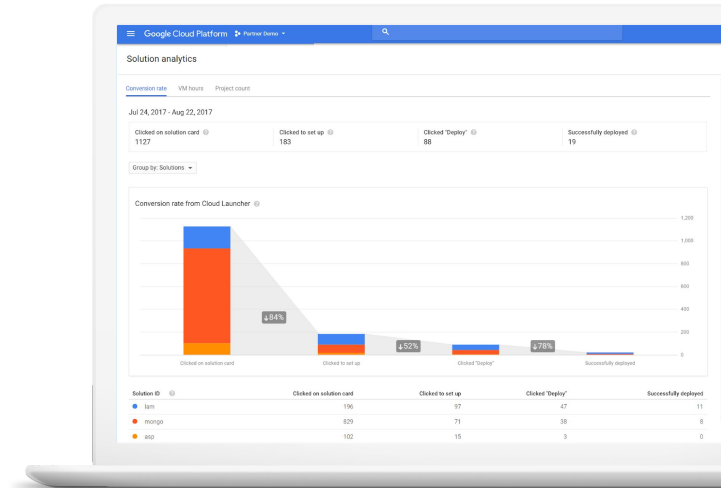 Google Cloud Platform Partner Demo
Solution analytics
Conversion rate VM hours Project count
Jul 24, 2017 - Aug 22, 2017
Clicked on solution card Clicked to set up Clicked "Deploy" Successfully deployed
1127 183 88 19
Group by: Solutions
Conversion rate from Cloud Launcher
1,200
1,000
800
600
400
↓84%
200
↓52% ↓78%
0
Clicked on solution card Clicked to set up Clicked "Deploy" Successfully deployed
Solution ID Clicked on solution card Clicked to set up Clicked "Deploy" Successfully deployed
lam 196 97 47 11
mongo 829 71 38 8
asp 102 15 3 0